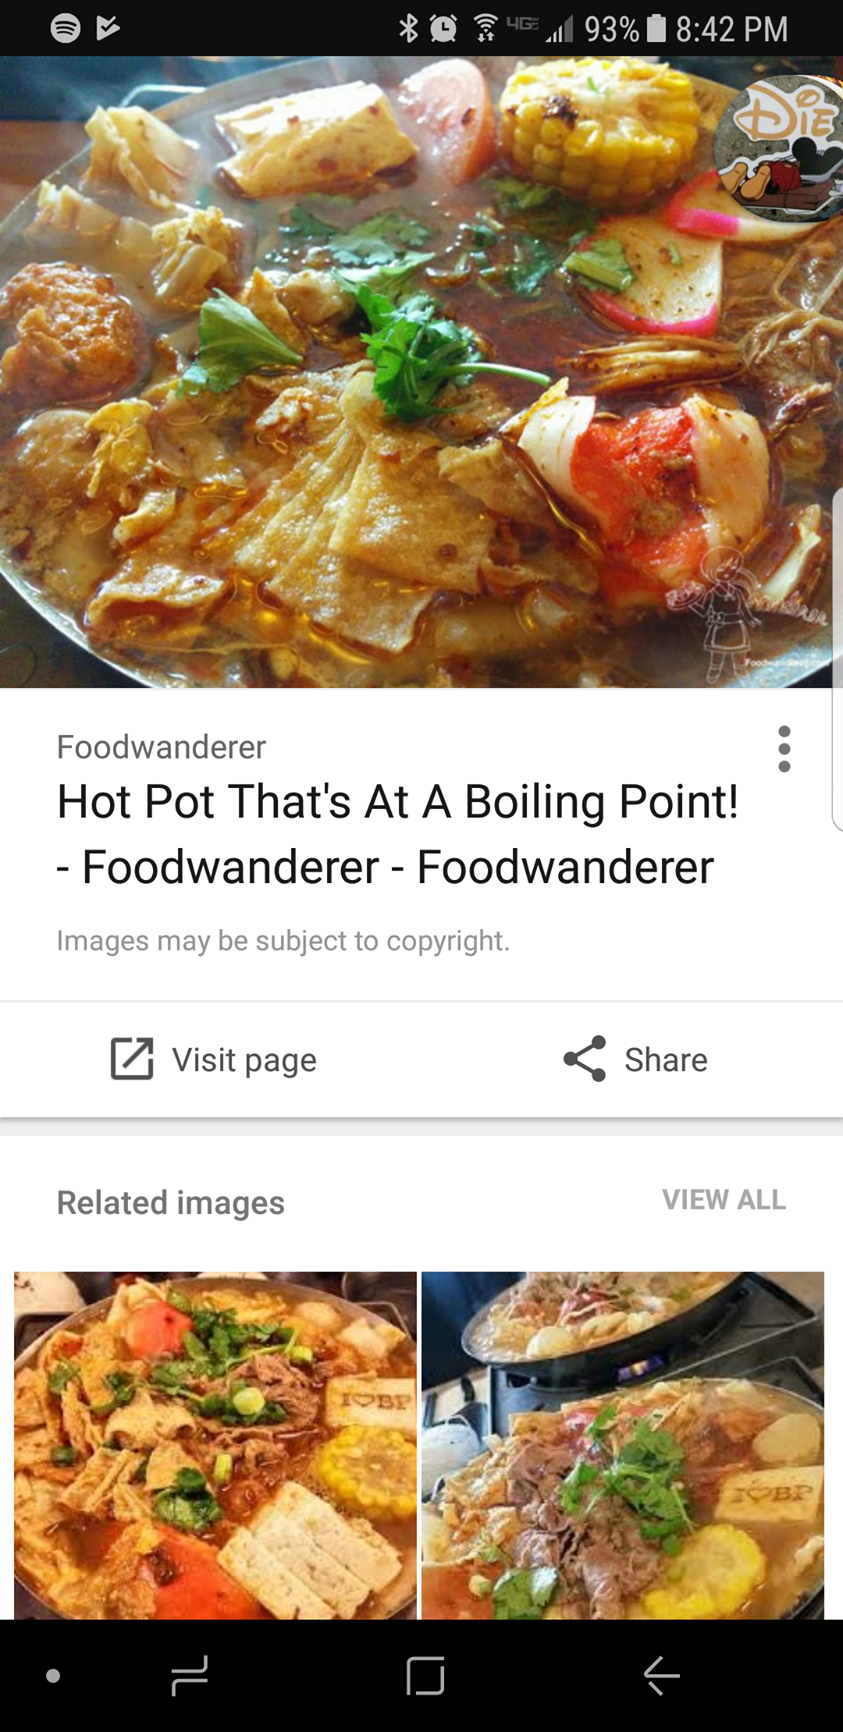 4G
93%
8:42 PM
DiE
Foodwanderer
Hot Pot That's At A Boiling Point!
- Foodwanderer - Foodwanderer
Images may be subject to copyright.
Visit page
Share
Related images
VIEW ALL
I♡BP
I♡BP